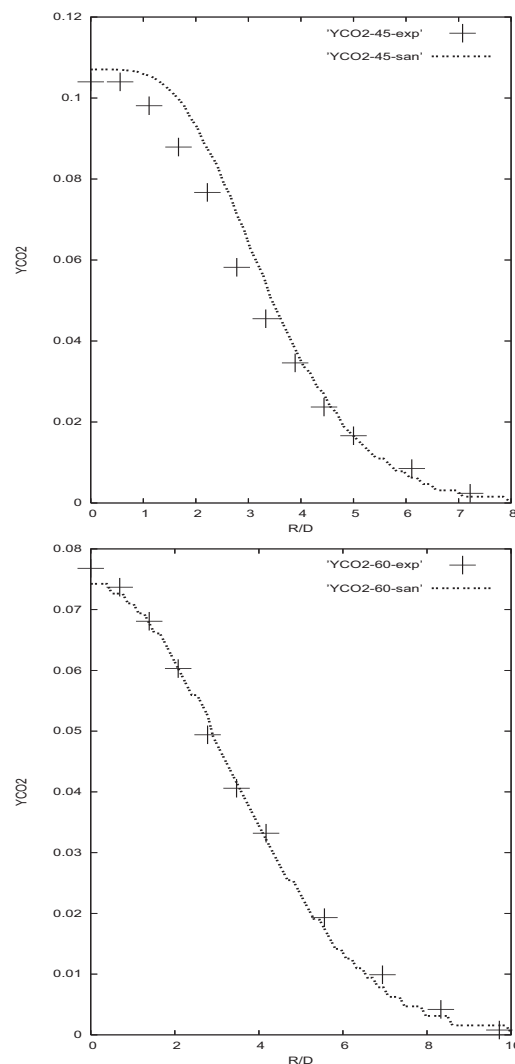 0.12
'YCO2-45-exp'
'YCO2-45-san'
0.1
0.08
YCO2
0.06
0.04
0.02
0
0 1 2 3 4 5 6 7 8
R/D
0.08
'YCO2-60-exp'
'YCO2-60-san'
0.07
0.06
0.05
YCO2
0.04
0.03
0.02
0.01
0
0 2 4 6 8 10
R/D